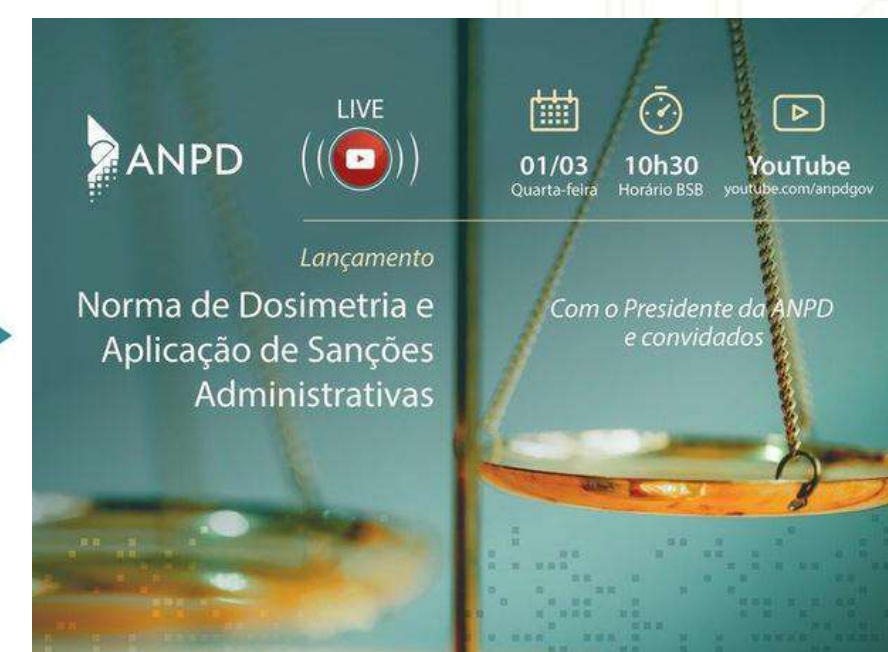 ANPD
LIVE
01/03
Quarta-feira
10h30
Horário BSB
YouTube
youtube.com/anpdgov
Lançamento
Norma de Dosimetria e
Aplicação de Sanções
Administrativas
Com o Presidente da ANPD
e convidados